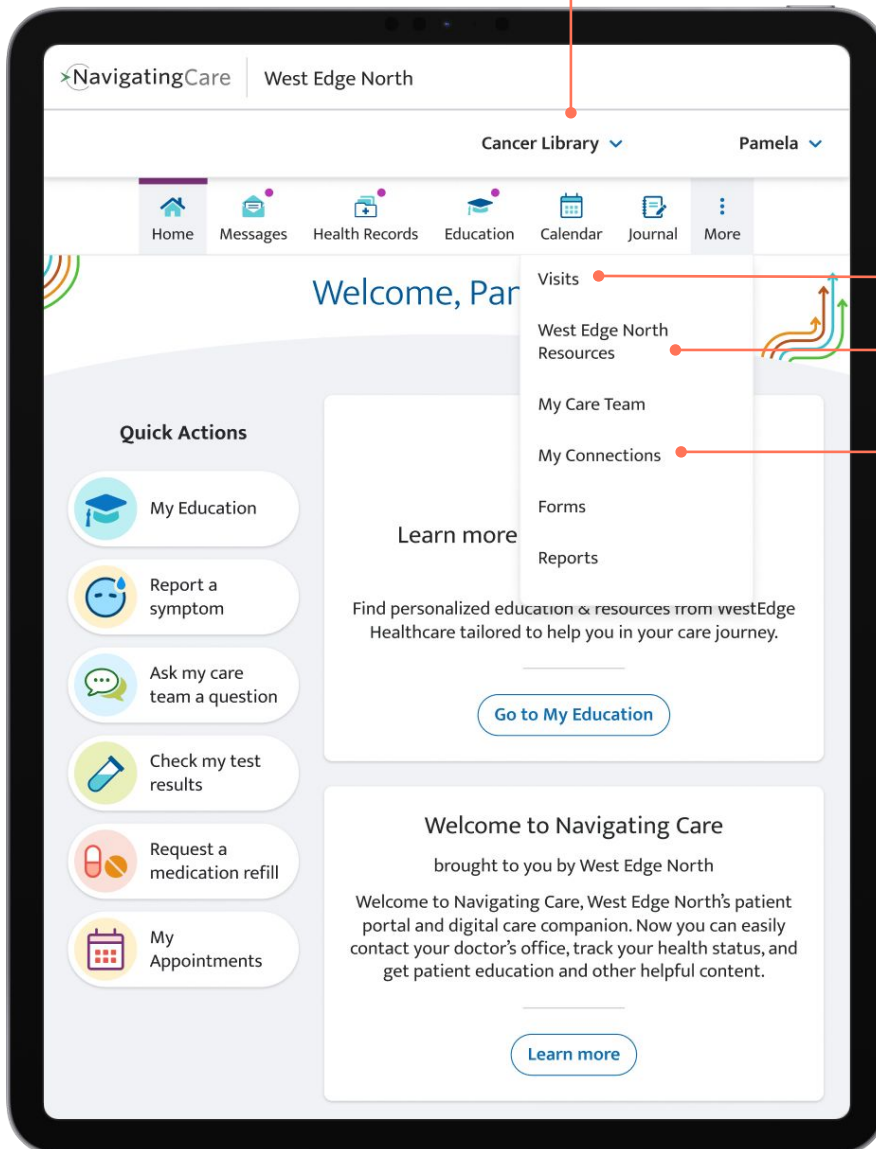 NavigatingCare West Edge North
Cancer Library Pamela
Home Messages Health Records Education Calendar Journal More
Welcome, Pam
Visits
West Edge North
Resources
My Care Team
My Connections
Forms
Reports
Quick Actions
My Education
Report a
symptom
Ask my care
team a question
Check my test
results
Request a
medication refill
My
Appointments
Learn more
Find personalized education & resources from WestEdge
Healthcare tailored to help you in your care journey.
Go to My Education
Welcome to Navigating Care
brought to you by West Edge North
Welcome to Navigating Care, West Edge North's patient
portal and digital care companion. Now you can easily
contact your doctor's office, track your health status, and
get patient education and other helpful content.
Learn more